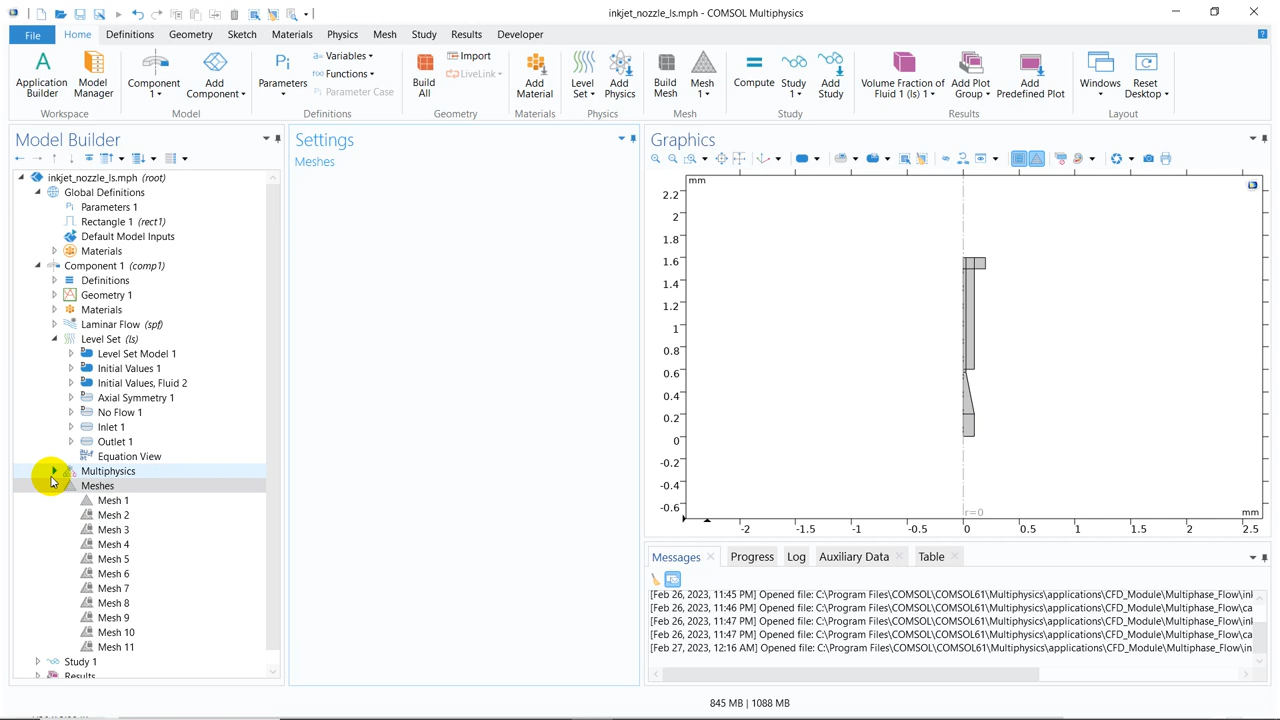 inkjet_nozzle_ls.mph - COMSOL Multiphysics
File Home Definitions Geometry Sketch Materials Physics Mesh Study Results Developer
Application Builder
Model Manager
Workspace
Component 1
Add Component
Model
Pi
Parameters
a= Variables
f(x) Functions
Pi Parameter Case
Definitions
Build All
Import
LiveLink
Geometry
Add Material
Materials
Level Set
Add Physics
Physics
Build Mesh
Mesh 1
Mesh
Compute
Study 1
Add Study
Study
Volume Fraction of Fluid 1 (ls) 1
Add Plot Group
Add Predefined Plot
Results
Windows
Reset Desktop
Layout
Model Builder
inkjet_nozzle_ls.mph (root)
Global Definitions
Pi Parameters 1
Rectangle 1 (rect1)
Default Model Inputs
Materials
Component 1 (comp1)
Definitions
Geometry 1
Materials
Laminar Flow (spf)
Level Set (ls)
Level Set Model 1
Initial Values 1
Initial Values, Fluid 2
Axial Symmetry 1
No Flow 1
Inlet 1
Outlet 1
Equation View
Multiphysics
Meshes
Mesh 1
Mesh 2
Mesh 3
Mesh 4
Mesh 5
Mesh 6
Mesh 7
Mesh 8
Mesh 9
Mesh 10
Mesh 11
Study 1
Results
Settings
Meshes
Graphics
mm
2.2
2
1.8
1.6
1.4
1.2
1
0.8
0.6
0.4
0.2
0
-0.2
-0.4
-0.6
r=0
mm
-2 -1.5 -1 -0.5 0 0.5 1 1.5 2 2.5
Messages Progress Log Auxiliary Data Table
[Feb 26, 2023, 11:45 PM] Opened file: C:\Program Files\COMSOL\COMSOL61\Multiphysics\applications\CFD_Module\Multiphase_Flow\inl
[Feb 26, 2023, 11:46 PM] Opened file: C:\Program Files\COMSOL\COMSOL61\Multiphysics\applications\CFD_Module\Multiphase_Flow\ca
[Feb 26, 2023, 11:47 PM] Opened file: C:\Program Files\COMSOL\COMSOL61\Multiphysics\applications\CFD_Module\Multiphase_Flow\in
[Feb 26, 2023, 11:47 PM] Opened file: C:\Program Files\COMSOL\COMSOL61\Multiphysics\applications\CFD_Module\Multiphase_Flow\ca
[Feb 27, 2023, 12:16 AM] Opened file: C:\Program Files\COMSOL\COMSOL61\Multiphysics\applications\CFD_Module\Multiphase_Flow\in
845 MB | 1088 MB